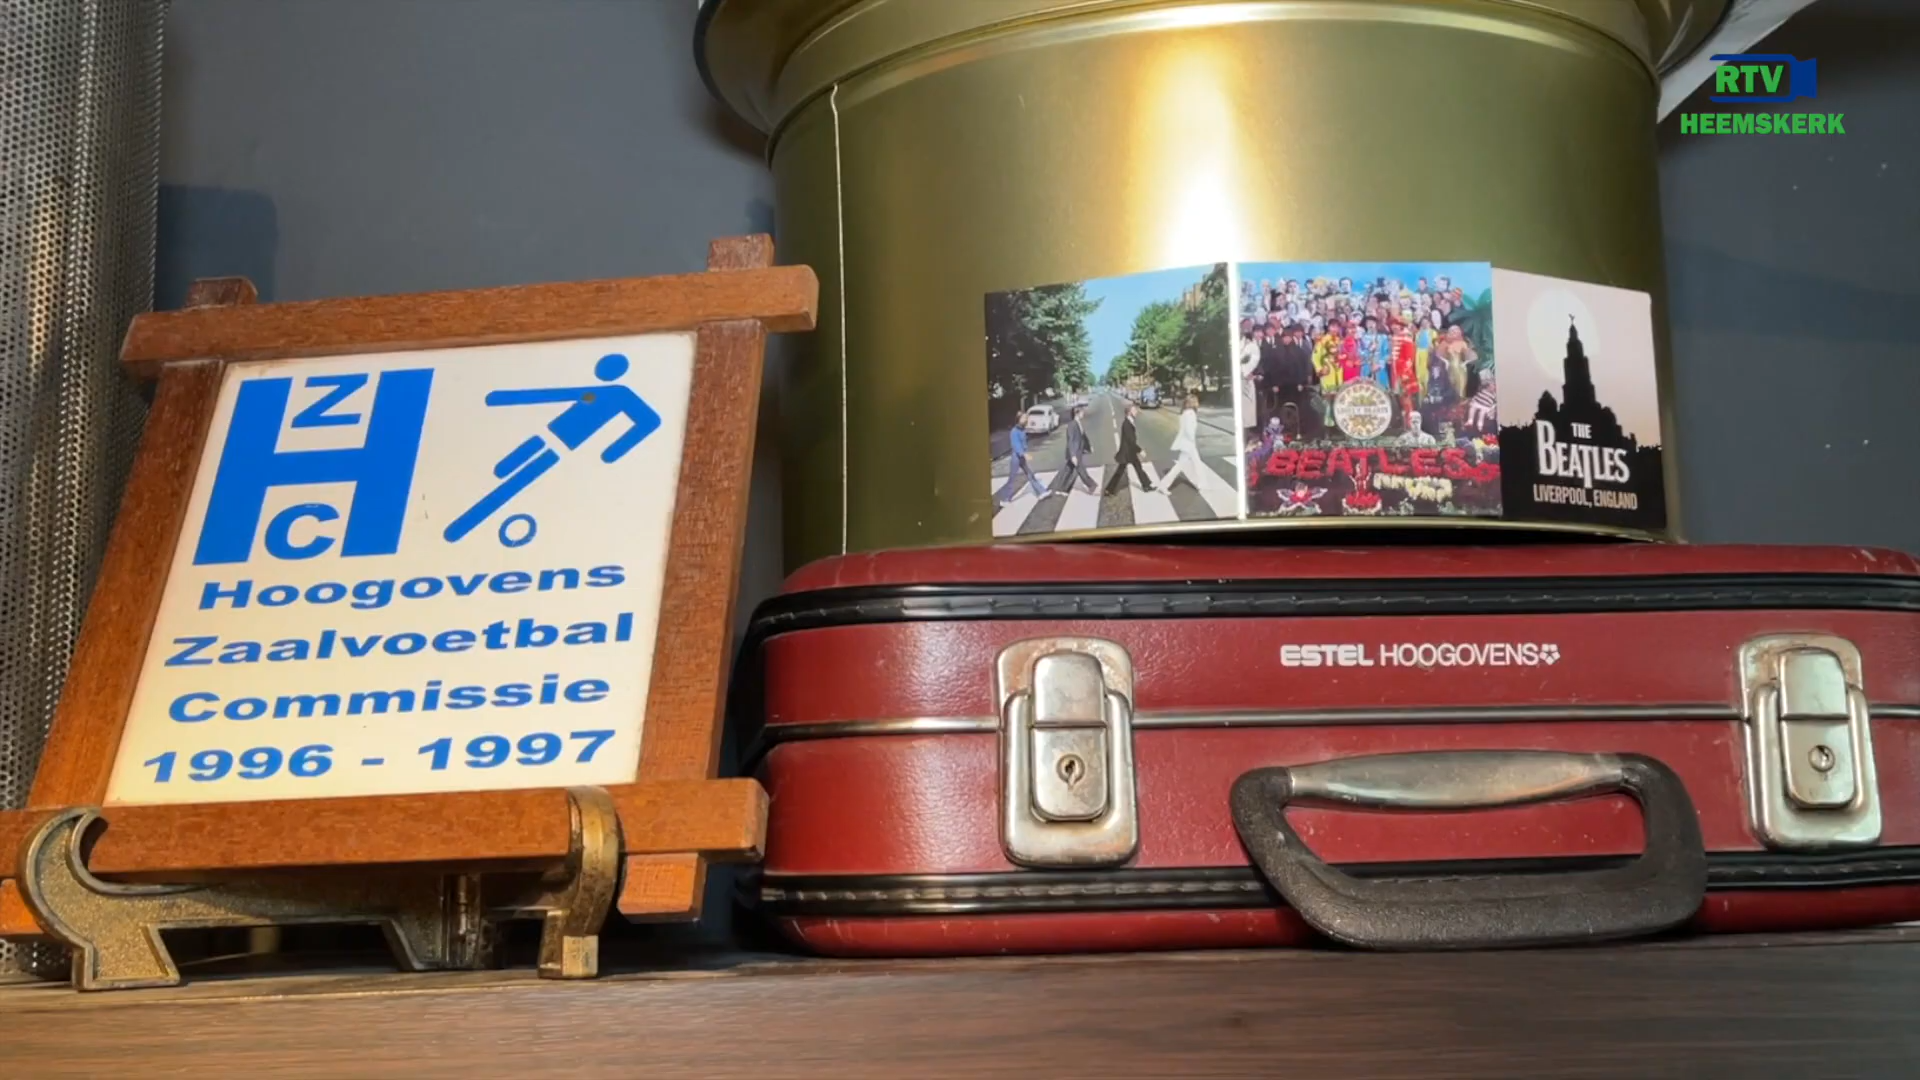 RTV
HEEMSKERK
Z
H
C
Hoogovens
Zaalvoetbal
Commissie
1996 - 1997
BEATLES
THE
BEATLES
LIVERPOOL, ENGLAND
ESTEL HOOGOVENS